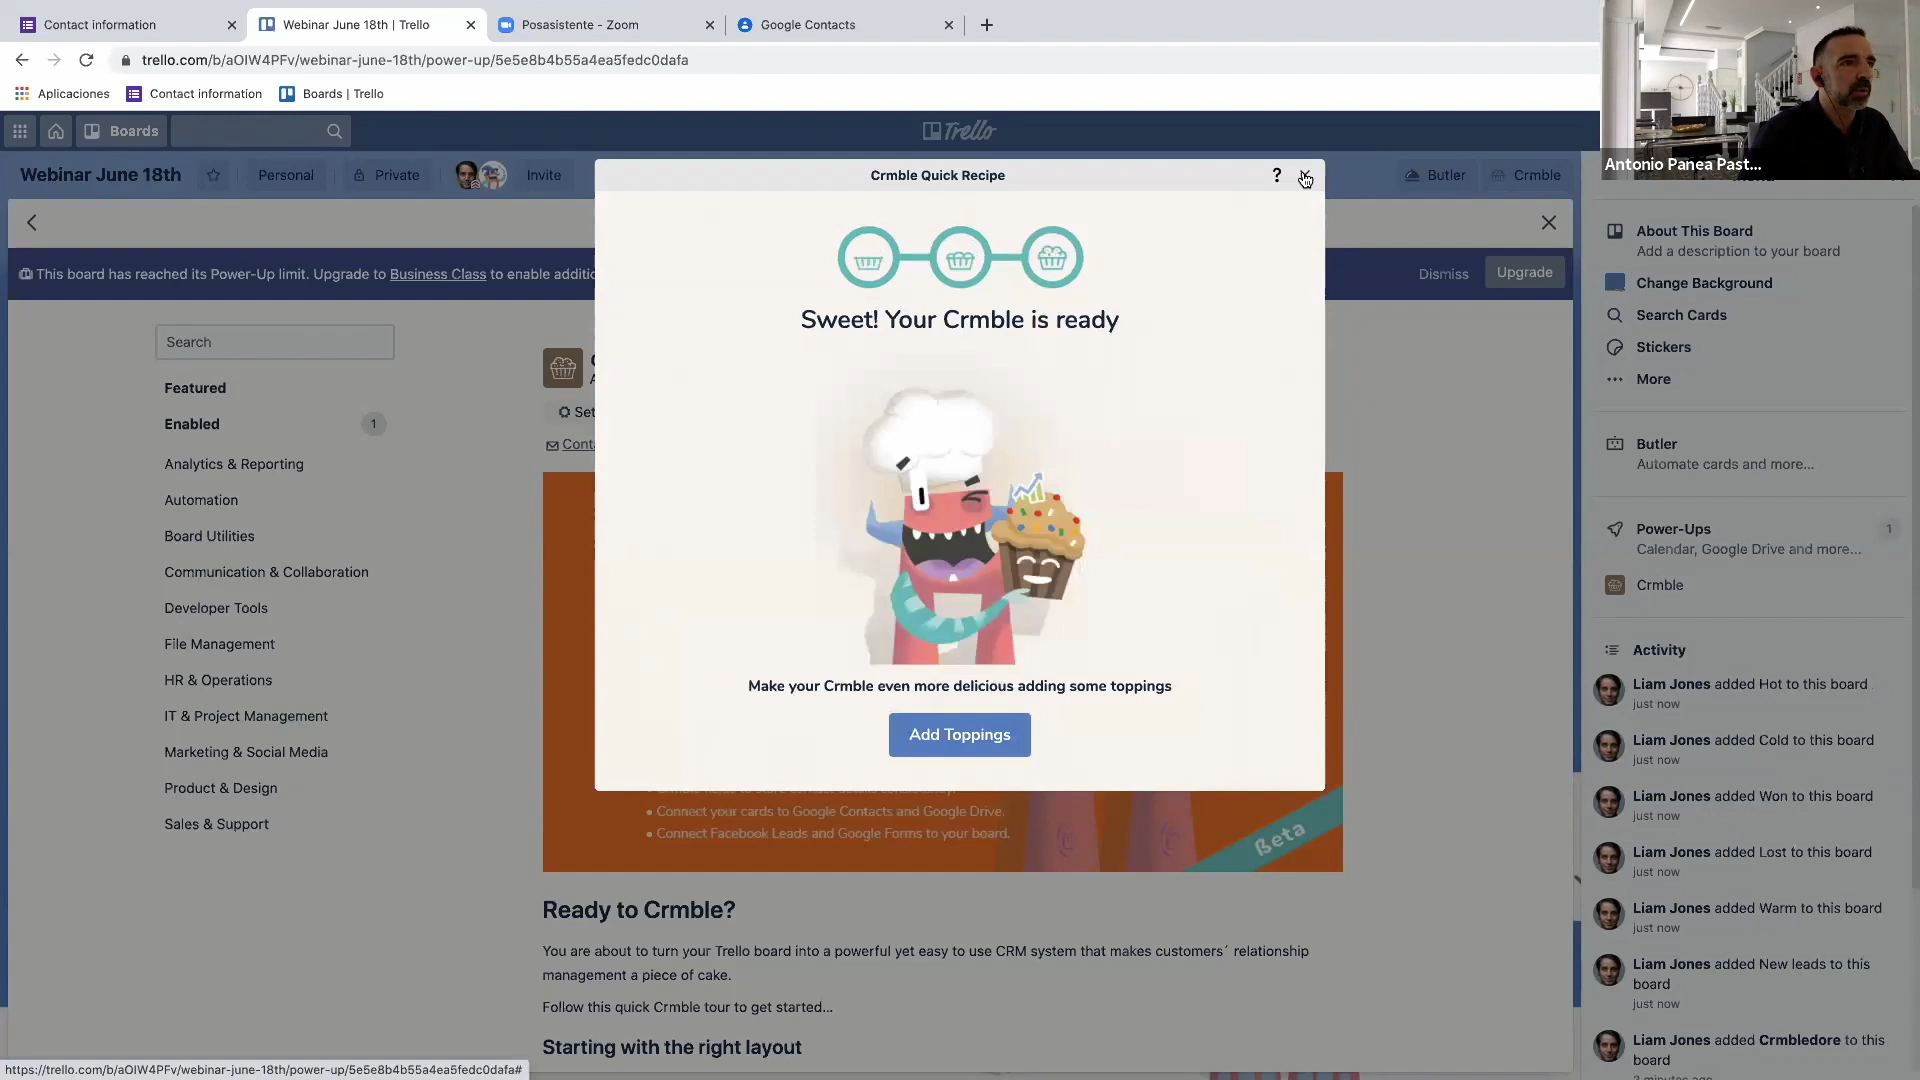 Contact information
Webinar June 18th | Trello
Posasistente - Zoom
Google Contacts
trello.com/b/aOIW4PFv/webinar-june-18th/power-up/5e5e8b4b55a4ea5fedc0dafa
Aplicaciones
Contact information
Boards | Trello
Antonio Panea Past...
Boards
Trello
Webinar June 18th
Personal
Private
Invite
Butler
Crmble
Crmble Quick Recipe
?
This board has reached its Power-Up limit. Upgrade to Business Class to enable additio
Dismiss
Upgrade
Search
Featured
Enabled
1
Analytics & Reporting
Automation
Board Utilities
Communication & Collaboration
Developer Tools
File Management
HR & Operations
IT & Project Management
Marketing & Social Media
Product & Design
Sales & Support
Set
Conta
Sweet! Your Crmble is ready
Make your Crmble even more delicious adding some toppings
Add Toppings
• Connect your cards to Google Contacts and Google Drive.
• Connect Facebook Leads and Google Forms to your board.
Beta
Ready to Crmble?
You are about to turn your Trello board into a powerful yet easy to use CRM system that makes customers´ relationship
management a piece of cake.
Follow this quick Crmble tour to get started...
Starting with the right layout
About This Board
Add a description to your board
Change Background
Search Cards
Stickers
More
Butler
Automate cards and more...
Power-Ups
1
Calendar, Google Drive and more...
Crmble
Activity
Liam Jones added Hot to this board
just now
Liam Jones added Cold to this board
just now
Liam Jones added Won to this board
just now
Liam Jones added Lost to this board
just now
Liam Jones added Warm to this board
just now
Liam Jones added New leads to this
board
just now
Liam Jones added Crmbledore to this
board
https://trello.com/b/aOIW4PFv/webinar-june-18th/power-up/5e5e8b4b55a4ea5fedc0dafa#